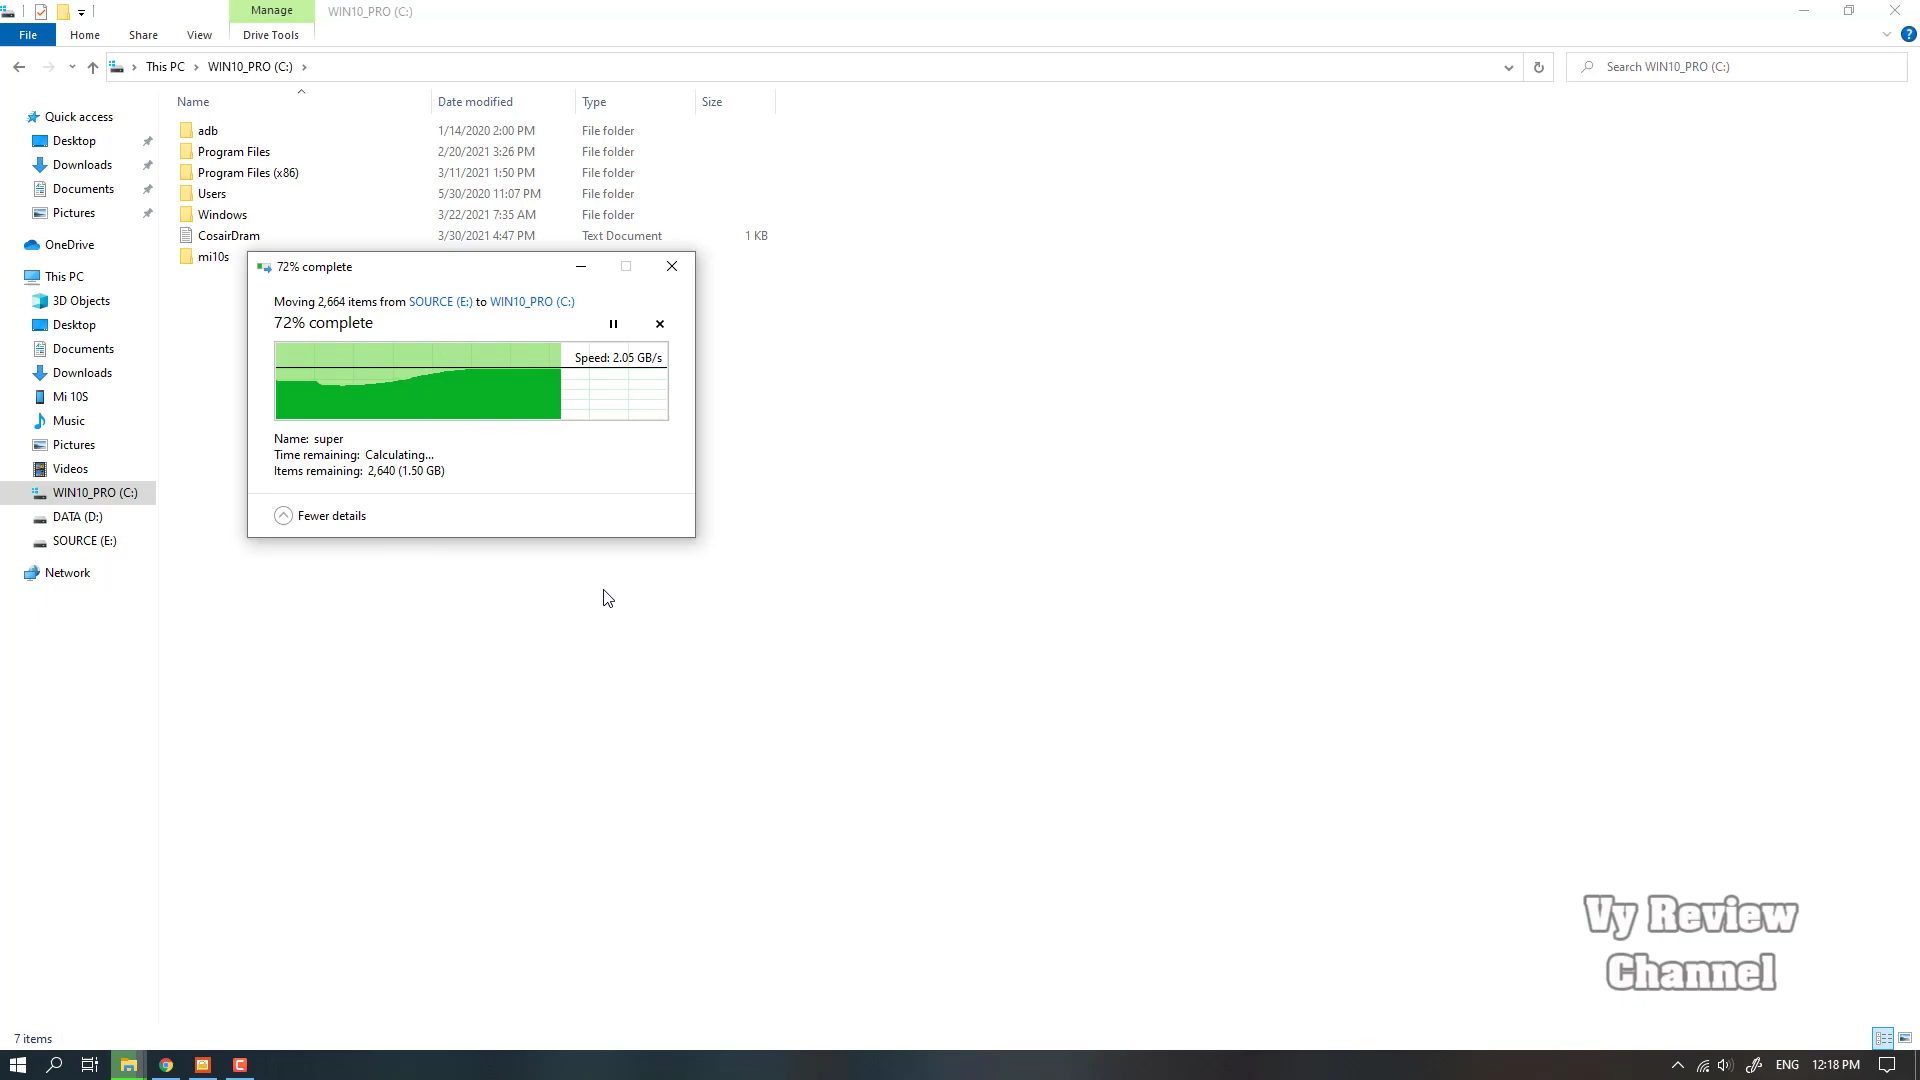 Manage
WIN10_PRO (C:)
File
Home
Share
View
Drive Tools
This PC
WIN10_PRO (C:)
Search WIN10_PRO (C:)
Name
Date modified
Type
Size
Quick access
Desktop
Downloads
Documents
Pictures
OneDrive
This PC
3D Objects
Desktop
Documents
Downloads
Mi 10S
Music
Pictures
Videos
WIN10_PRO (C:)
DATA (D:)
SOURCE (E:)
Network
adb 1/14/2020 2:00 PM File folder
Program Files 2/20/2021 3:26 PM File folder
Program Files (x86) 3/11/2021 1:50 PM File folder
Users 5/30/2020 11:07 PM File folder
Windows 3/22/2021 7:35 AM File folder
CosairDram 3/30/2021 4:47 PM Text Document 1 KB
mi10s
72% complete
Moving 2,664 items from SOURCE (E:) to WIN10_PRO (C:)
72% complete
Speed: 2.05 GB/s
Name: super
Time remaining: Calculating...
Items remaining: 2,640 (1.50 GB)
Fewer details
Vy Review
Channel
7 items
ENG
12:18 PM